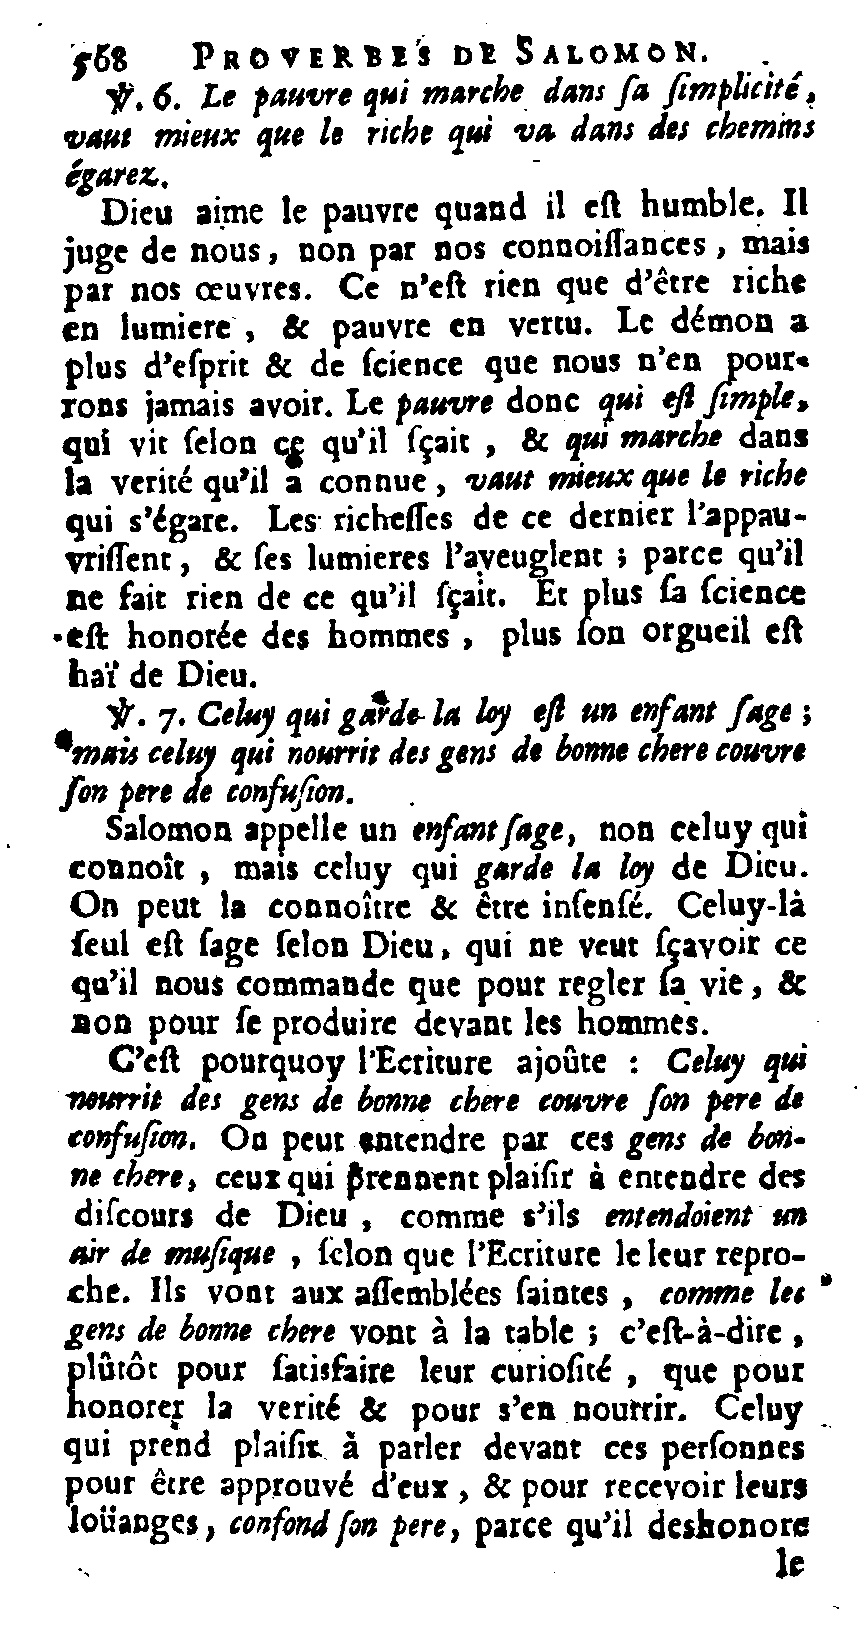 568 PROVERBES DE SALOMON.
℣. 6. Le pauvre qui marche dans ſa ſimplicité,
vaut mieux que le riche qui va dans des chemins
égarez.
Dieu aime le pauvre quand il eſt humble. Il
juge de nous, non par nos connoiſſances, mais
par nos œuvres. Ce n'eſt rien que d'être riche
en lumiere, & pauvre en vertu. Le démon a
plus d'eſprit & de ſcience que nous n'en pour-
rons jamais avoir. Le pauvre donc qui eſt ſimple,
qui vit ſelon ce qu'il ſçait, & qui marche dans
la verité qu'il a connue, vaut mieux que le riche
qui s'égare. Les richeſſes de ce dernier l'appau-
vriſſent, & ſes lumieres l'aveuglent; parce qu'il
ne fait rien de ce qu'il ſçait. Et plus ſa ſcience
eſt honorée des hommes, plus ſon orgueil eſt
haï de Dieu.
℣. 7. Celuy qui garde la loy eſt un enfant ſage;
mais celuy qui nourrit des gens de bonne chere couvre
ſon pere de confuſion.
Salomon appelle un enfant ſage, non celuy qui
connoît, mais celuy qui garde la loy de Dieu.
On peut la connoître & être inſenſé. Celuy-là
ſeul eſt ſage ſelon Dieu, qui ne veut ſçavoir ce
qu'il nous commande que pour regler ſa vie, &
non pour ſe produire devant les hommes.
C'eſt pourquoy l'Ecriture ajoûte: Celuy qui
nourrit des gens de bonne chere couvre ſon pere de
confuſion. On peut entendre par ces gens de bon-
ne chere, ceux qui prennent plaiſir à entendre des
diſcours de Dieu, comme s'ils entendoient un
air de muſique, ſelon que l'Ecriture le leur repro-
che. Ils vont aux aſſemblées ſaintes, comme les
gens de bonne chere vont à la table; c'eſt-à-dire,
plûtôt pour ſatisfaire leur curioſité, que pour
honorer la verité & pour s'en nourrir. Celuy
qui prend plaiſir à parler devant ces perſonnes
pour être approuvé d'eux, & pour recevoir leurs
loüanges, confond ſon pere, parce qu'il deshonore
le